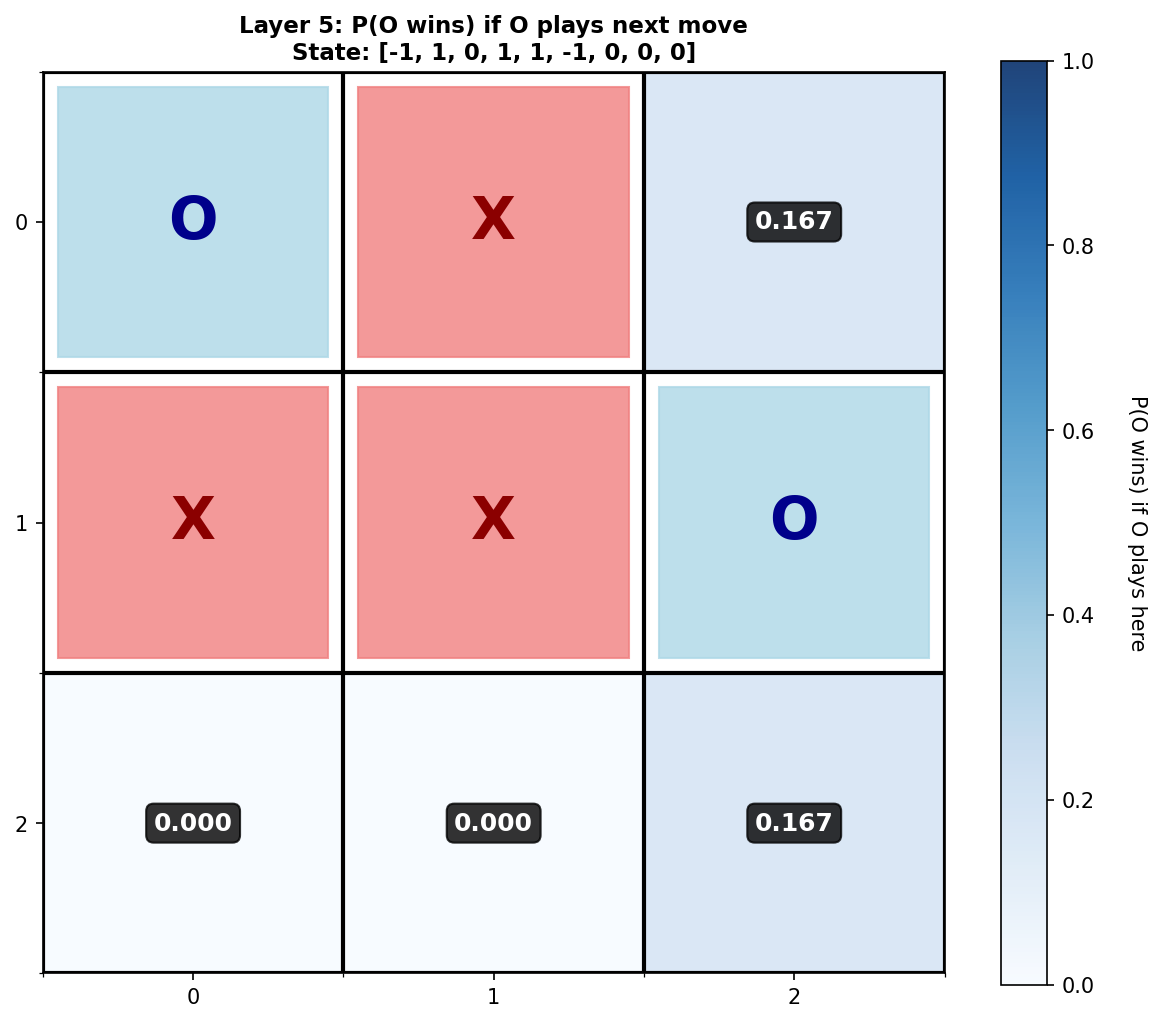 Layer 5: P(O wins) if O plays next move
State: [-1, 1, 0, 1, 1, -1, 0, 0, 0]
0
O
X
0.167
1
X
X
O
2
0.000
0.000
0.167
0
1
2
1.0
0.8
0.6
0.4
0.2
0.0
P(O wins) if O plays here